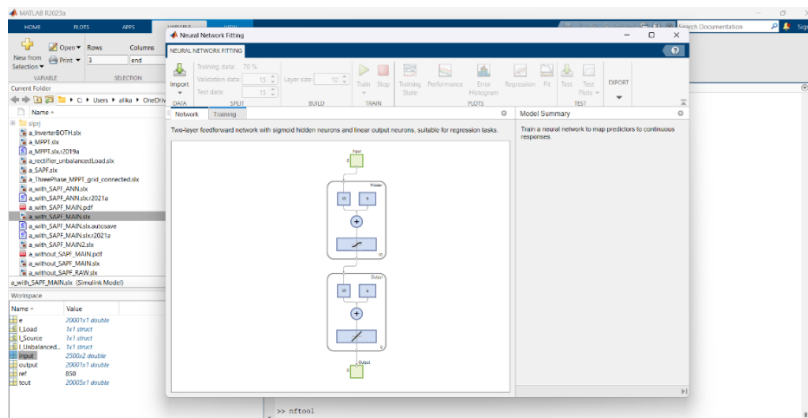 MATLAB R2023a
HOME PLOTS APPS VARIABLE VIEW
Search Documentation
New from Selection
Open Rows Columns
Print 3 end
VARIABLE SELECTION
Current Folder
C: Users alika OneDriv
Name
slprj
a_InverterBOTH.slx
a_MPPT.slx
a_MPPT.slx.r2019a
a_rectifier_unbalancedLoad.slx
a_SAPF.slx
a_ThreePhase_MPPT_grid_connected.slx
a_with_SAPF_ANN.slx
a_with_SAPF_ANN.slx.r2021a
a_with_SAPF_MAIN.pdf
a_with_SAPF_MAIN.slx
a_with_SAPF_MAIN.slx.autosave
a_with_SAPF_MAIN.slx.r2021a
a_with_SAPF_MAIN2.slx
a_without_SAPF_MAIN.pdf
a_without_SAPF_MAIN.slx
a_without_SAPF_RAW.slx
a_with_SAPF_MAIN.slx (Simulink Model)
Workspace
Name Value
e 20001x1 double
I_Load 1x1 struct
I_Source 1x1 struct
I_Unbalanced... 1x1 struct
input 2500x2 double
output 20001x1 double
ref 850
tout 20005x1 double
Neural Network Fitting
NEURAL NETWORK FITTING
Import
Training data: 70 %
Validation data: 15
Test data: 15
Layer size: 10
Train Stop
Training State
Performance
Error Histogram
Regression
Fit
Test
Test Plots
EXPORT
DATA SPLIT BUILD TRAIN PLOTS TEST
Network Training
Two-layer feedforward network with sigmoid hidden neurons and linear output neurons, suitable for regression tasks.
Input
Hidden
W b
+
10
Output
W b
+
Output
Model Summary
Train a neural network to map predictors to continuous
responses
>> nftool